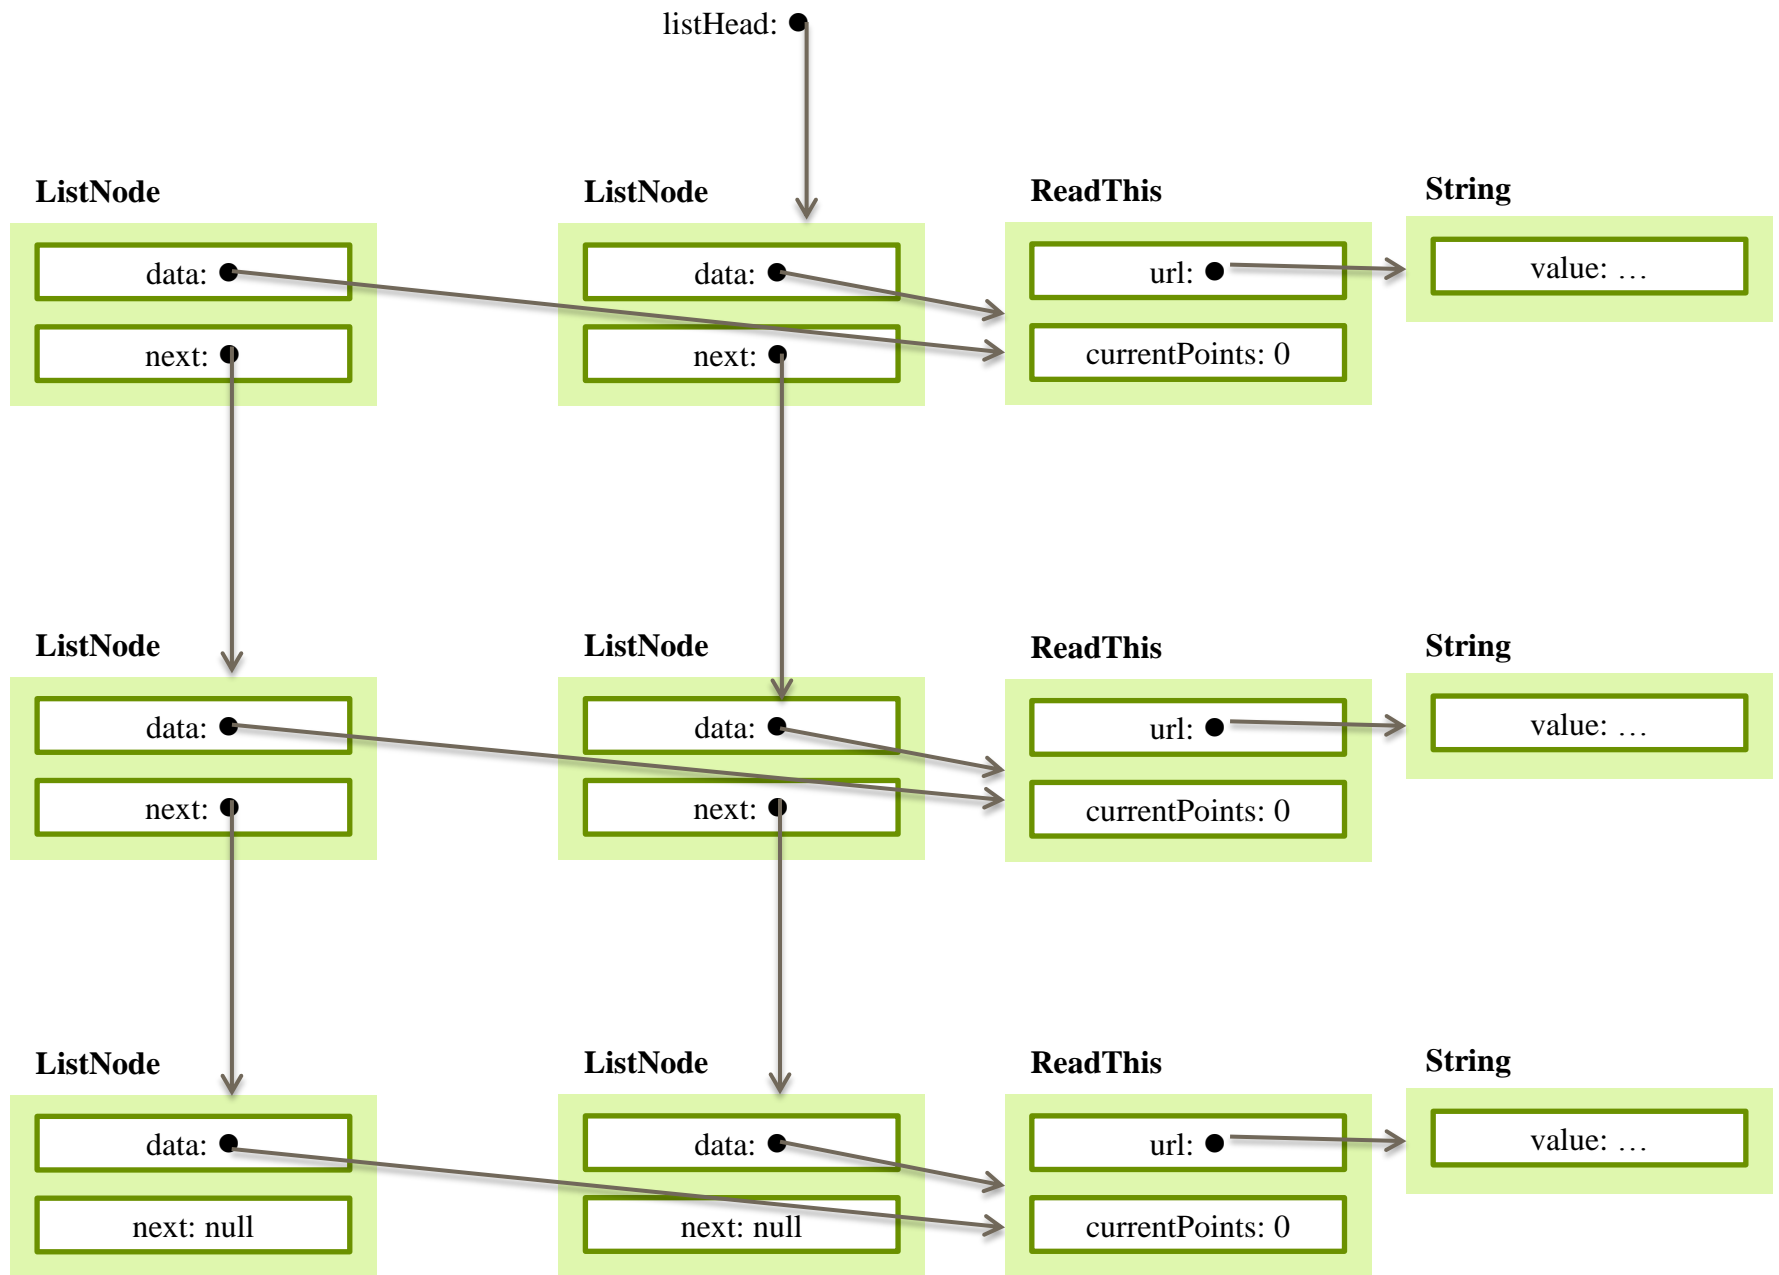 listHead:
ListNode
ListNode
ReadThis
String
data:
data:
url:
value: …
next:
next:
currentPoints: 0
ListNode
ListNode
ReadThis
String
data:
data:
url:
value: …
next:
next:
currentPoints: 0
ListNode
ListNode
ReadThis
String
data:
data:
url:
value: …
next: null
next: null
currentPoints: 0